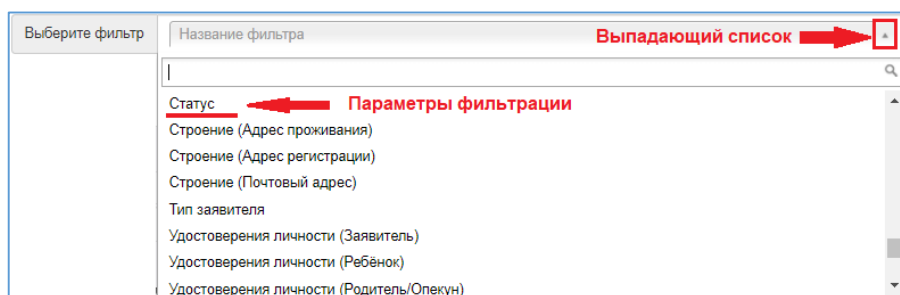 Выберите фильтр Название фильтра Выпадающий список
Статус Параметры фильтрации
Строение (Адрес проживания)
Строение (Адрес регистрации)
Строение (Почтовый адрес)
Тип заявителя
Удостоверения личности (Заявитель)
Удостоверения личности (Ребёнок)
Удостоверения личности (Родитель/Опекун)